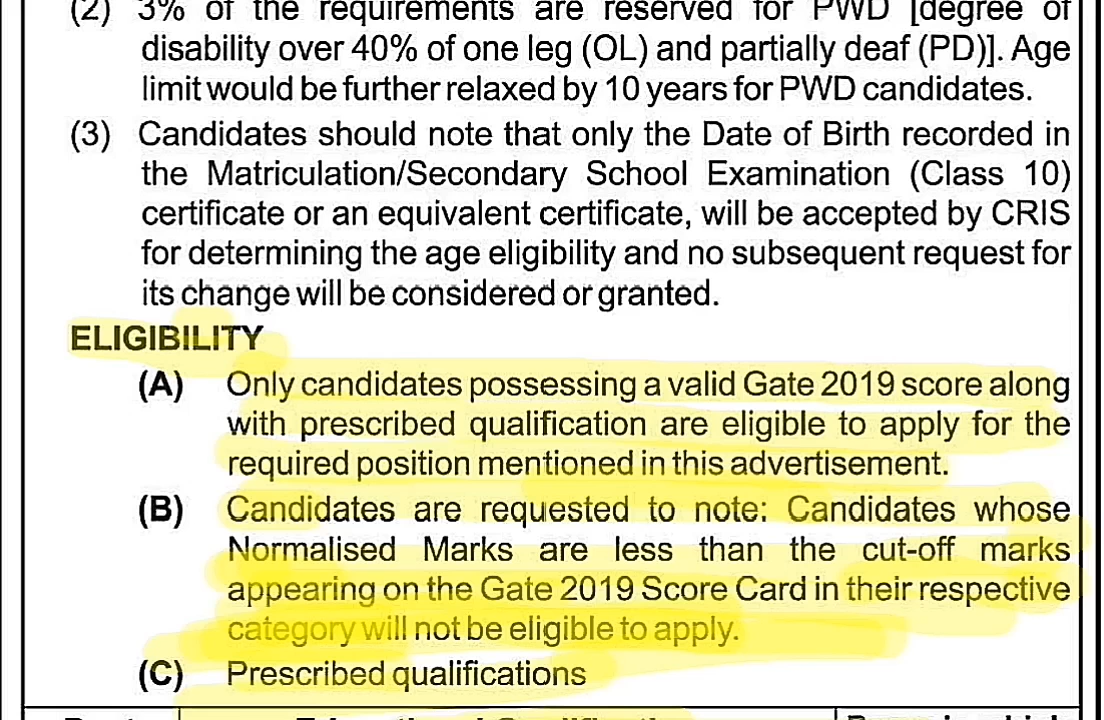 (2) 3% of the requirements are reserved for PWD [degree of
disability over 40% of one leg (OL) and partially deaf (PD)]. Age
limit would be further relaxed by 10 years for PWD candidates.
(3) Candidates should note that only the Date of Birth recorded in
the Matriculation/Secondary School Examination (Class 10)
certificate or an equivalent certificate, will be accepted by CRIS
for determining the age eligibility and no subsequent request for
its change will be considered or granted.
ELIGIBILITY
(A) Only candidates possessing a valid Gate 2019 score along
with prescribed qualification are eligible to apply for the
required position mentioned in this advertisement.
(B) Candidates are requested to note: Candidates whose
Normalised Marks are less than the cut-off marks
appearing on the Gate 2019 Score Card in their respective
category will not be eligible to apply.
(C) Prescribed qualifications